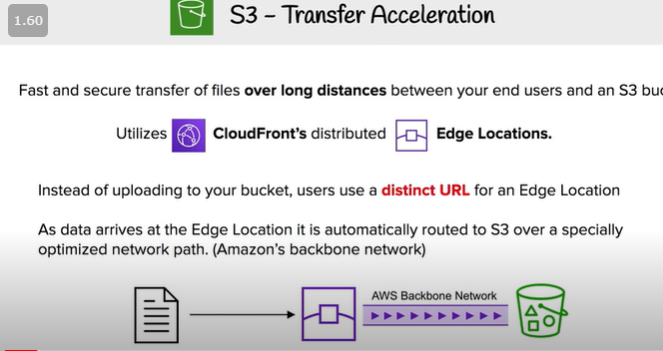 1.60
S3 – Transfer Acceleration
Fast and secure transfer of files over long distances between your end users and an S3
Utilizes CloudFront's distributed Edge Locations.
Instead of uploading to your bucket, users use a distinct URL for an Edge Location
As data arrives at the Edge Location it is automatically routed to S3 over a specially
optimized network path. (Amazon's backbone network)
AWS Backbone Network